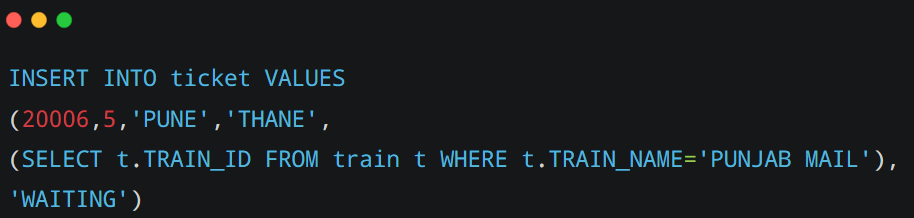 INSERT INTO ticket VALUES
(20006,5,'PUNE','THANE',
(SELECT t.TRAIN_ID FROM train t WHERE t.TRAIN_NAME='PUNJAB MAIL'),
'WAITING')